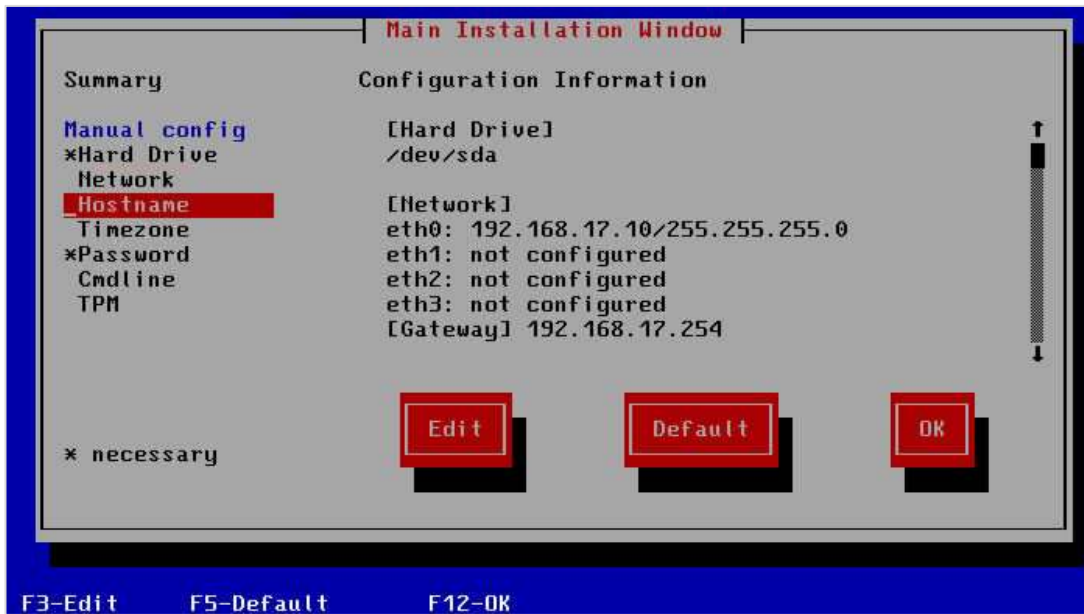 Main Installation Window
Summary
Configuration Information
Manual config
*Hard Drive
Network
_Hostname
Timezone
*Password
Cmdline
TPM
[Hard Drive]
/dev/sda
[Network]
eth0: 192.168.17.10/255.255.255.0
eth1: not configured
eth2: not configured
eth3: not configured
[Gateway] 192.168.17.254
* necessary
Edit
Default
OK
F3-Edit F5-Default F12-OK